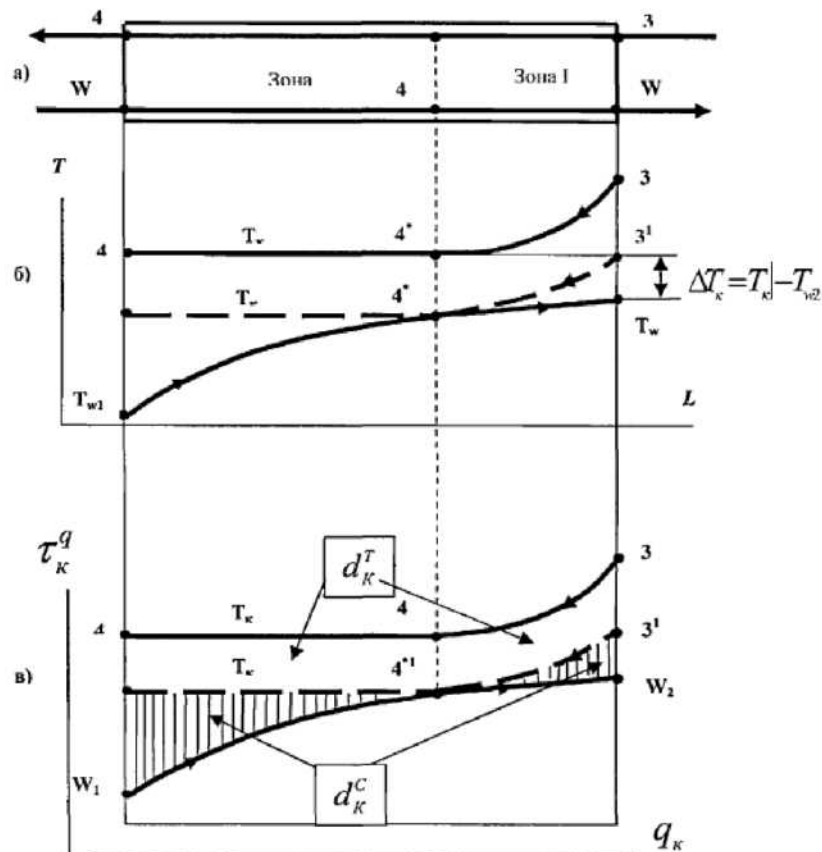 4 3
а)
Зона Зона I
W 4 W
T
3
4 Tк 4* 3¹
б)
Tк 4*
ΔTк = Tк| − Tw2
Tw
Tw1
L
τкq
dКT
3
4 Tк 4
3¹
Tк 4*¹
в)
W2
W1
dКC
qк